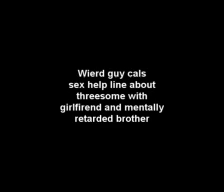 Wierd guy cals
sex help line about
threesome with
girlfirend and mentally
retarded brother